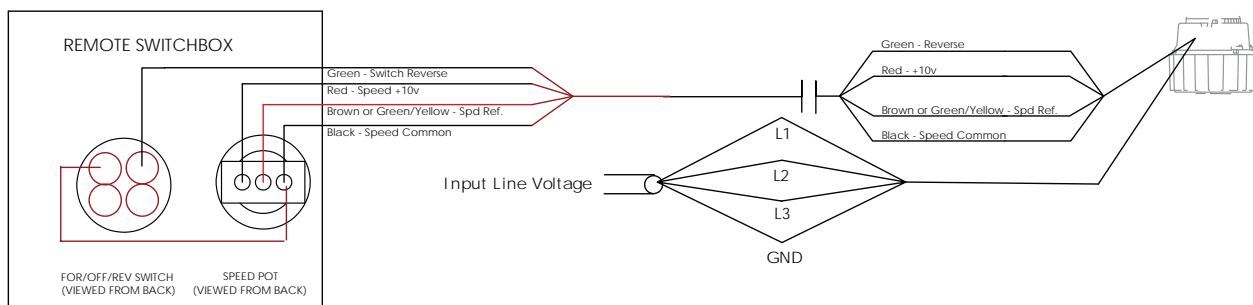 REMOTE SWITCHBOX
Green - Switch Reverse
Red - Speed +10v
Brown or Green/Yellow - Spd Ref.
Black - Speed Common
FOR/OFF/REV SWITCH
(VIEWED FROM BACK)
SPEED POT
(VIEWED FROM BACK)
Green - Reverse
Red - +10v
Brown or Green/Yellow - Spd Ref.
Black - Speed Common
Input Line Voltage
L1
L2
L3
GND